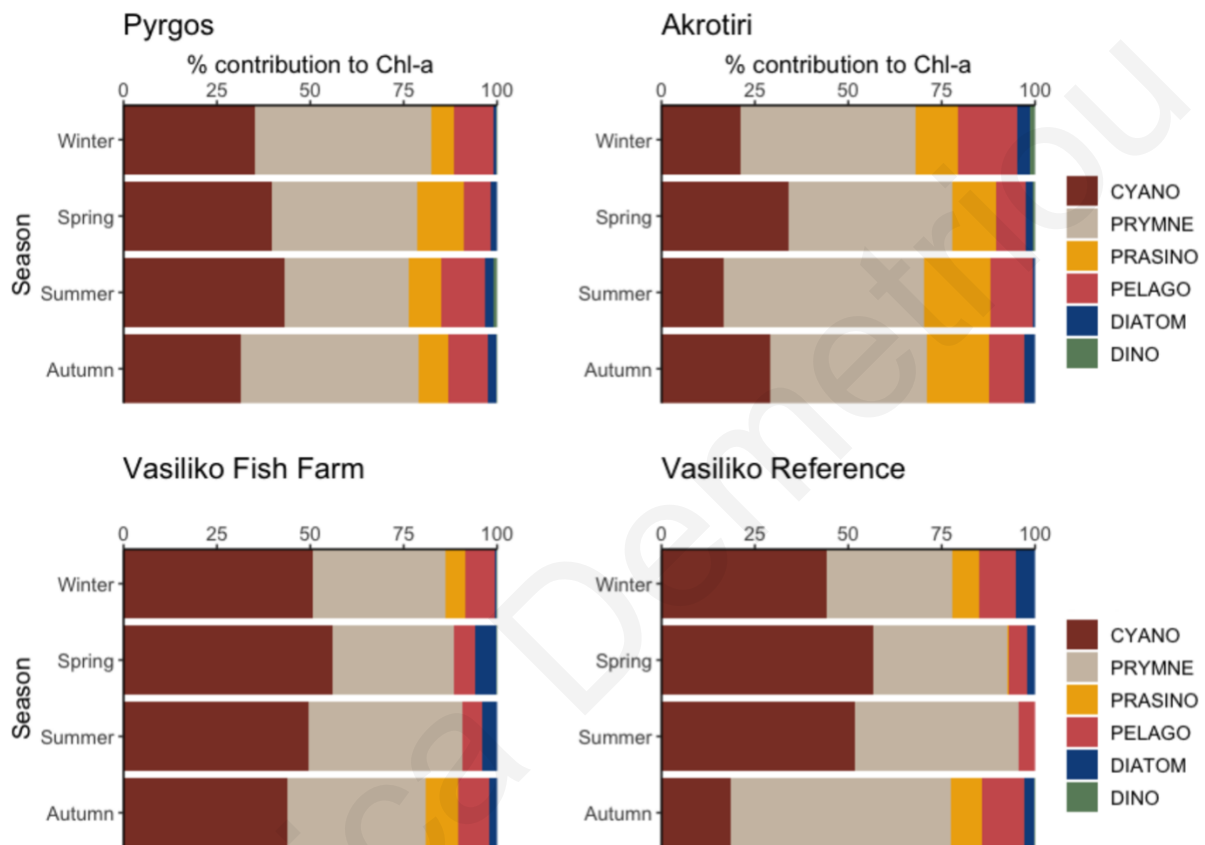 Pyrgos
% contribution to Chl-a
0 25 50 75 100
Winter
Spring
Summer
Autumn
Season
Akrotiri
% contribution to Chl-a
0 25 50 75 100
Winter
Spring
Summer
Autumn
CYANO
PRYMNE
PRASINO
PELAGO
DIATOM
DINO
Vasiliko Fish Farm
0 25 50 75 100
Winter
Spring
Summer
Autumn
Season
Vasiliko Reference
0 25 50 75 100
Winter
Spring
Summer
Autumn
CYANO
PRYMNE
PRASINO
PELAGO
DIATOM
DINO
ica Demetriou